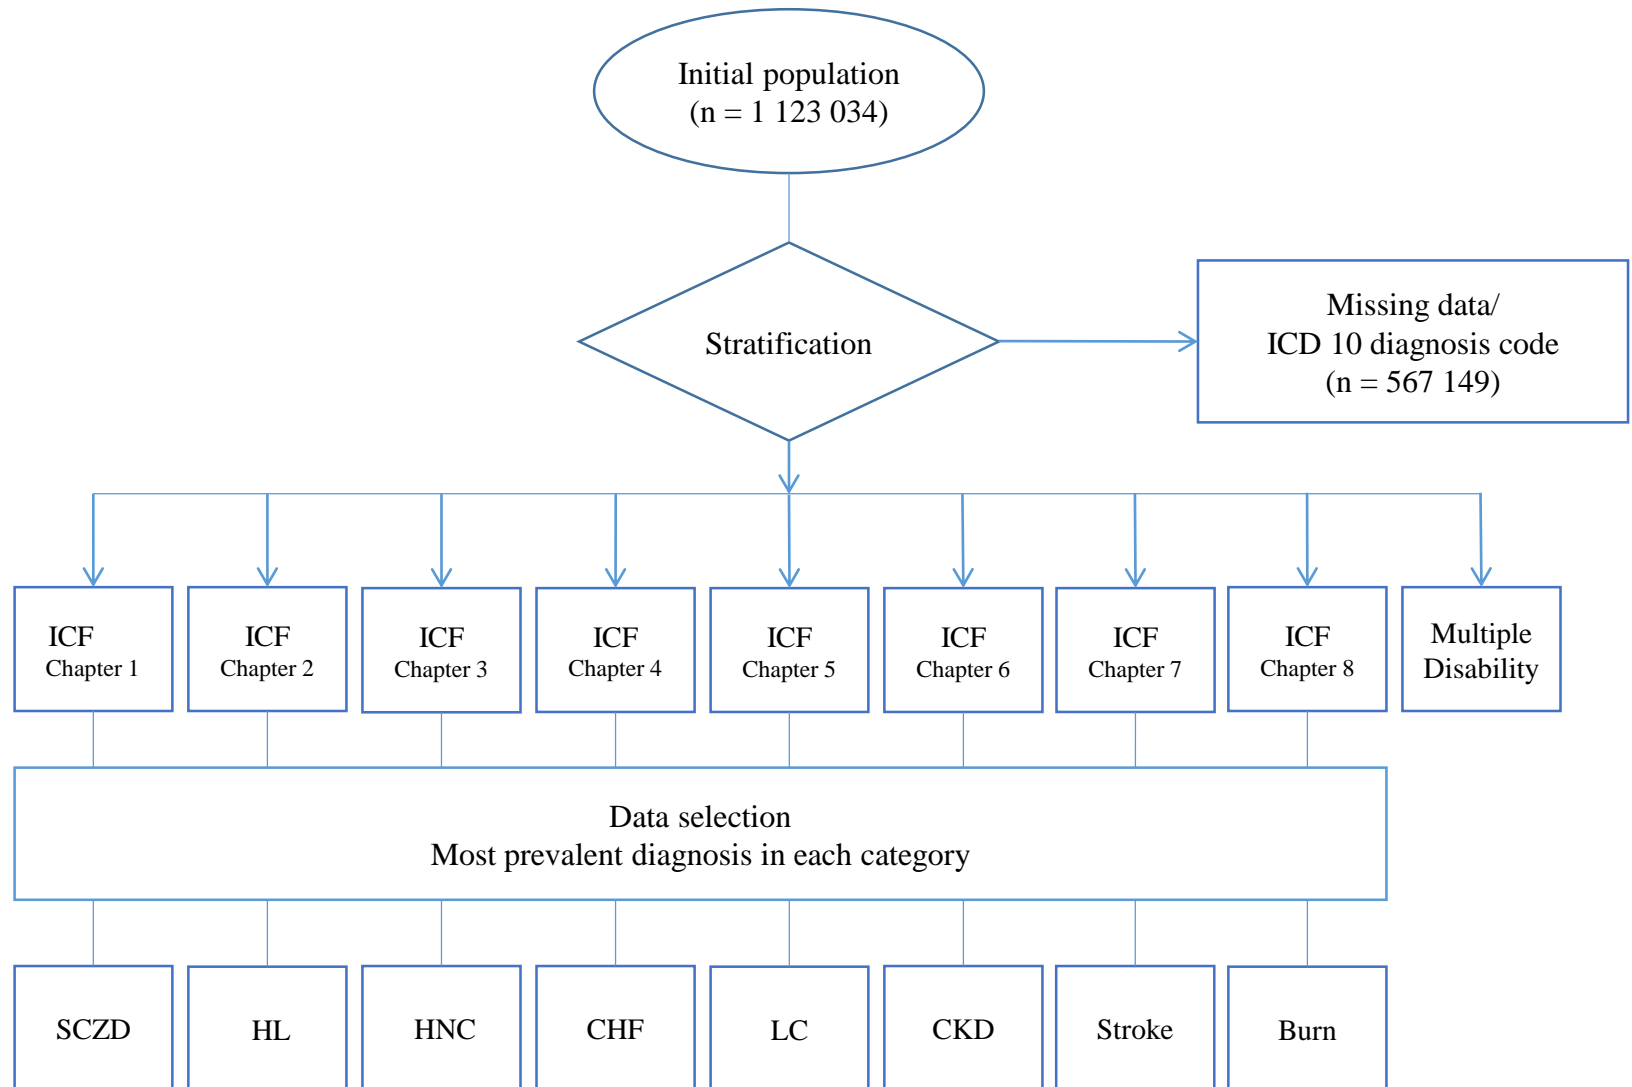 Initial population
(n = 1 123 034)
Stratification
Missing data/
ICD 10 diagnosis code
(n = 567 149)
ICF
Chapter 1
ICF
Chapter 2
ICF
Chapter 3
ICF
Chapter 4
ICF
Chapter 5
ICF
Chapter 6
ICF
Chapter 7
ICF
Chapter 8
Multiple
Disability
Data selection
Most prevalent diagnosis in each category
SCZD
HL
HNC
CHF
LC
CKD
Stroke
Burn